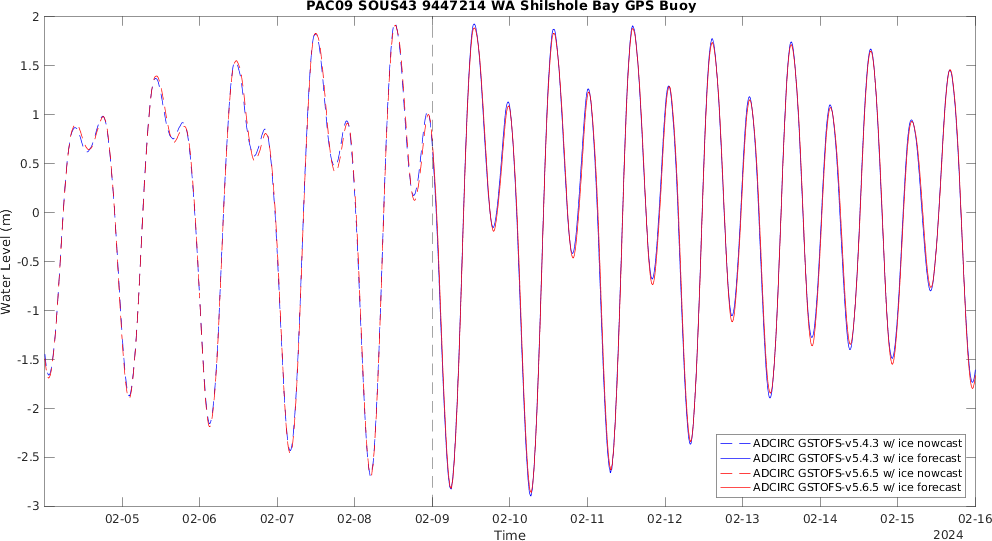 PAC09 SOUS43 9447214 WA Shilshole Bay GPS Buoy
2
1.5
1
0.5
0
-0.5
-1
-1.5
-2
-2.5
-3
Water Level (m)
ADCIRC GSTOFS-v5.4.3 w/ ice nowcast
ADCIRC GSTOFS-v5.4.3 w/ ice forecast
ADCIRC GSTOFS-v5.6.5 w/ ice nowcast
ADCIRC GSTOFS-v5.6.5 w/ ice forecast
02-05 02-06 02-07 02-08 02-09 02-10 02-11 02-12 02-13 02-14 02-15 02-16
Time
2024